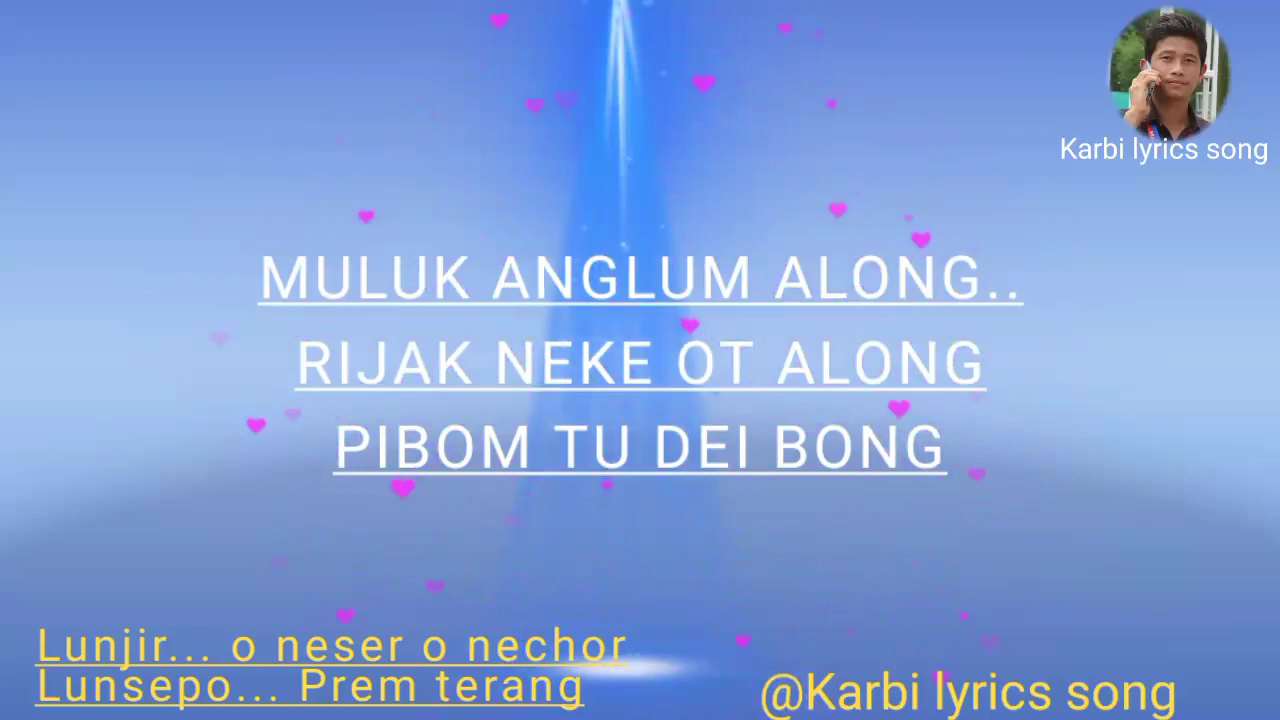 Karbi lyrics song
MULUK ANGLUM ALONG..
RIJAK NEKE OT ALONG
PIBOM TU DEI BONG
Lunjir... o neser o nechor
Lunsepo... Prem terang
@Karbi lyrics song